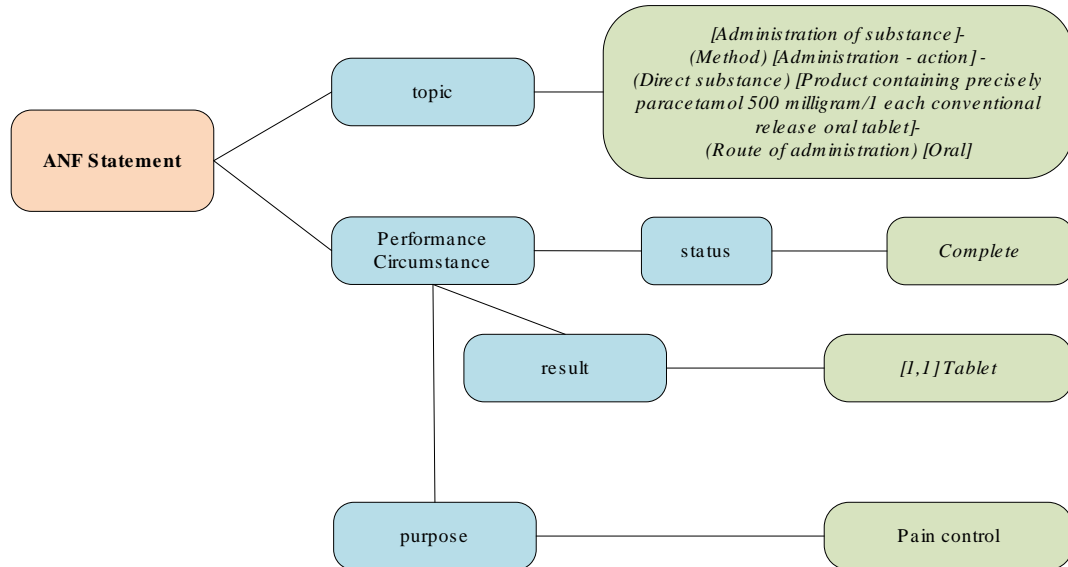 [Administration of substance]-
(Method) [Administration - action] -
(Direct substance) [Product containing precisely
paracetamol 500 milligram/1 each conventional
release oral tablet]-
(Route of administration) [Oral]
topic
ANF Statement
Performance
Circumstance
status
Complete
result
[1,1] Tablet
purpose
Pain control